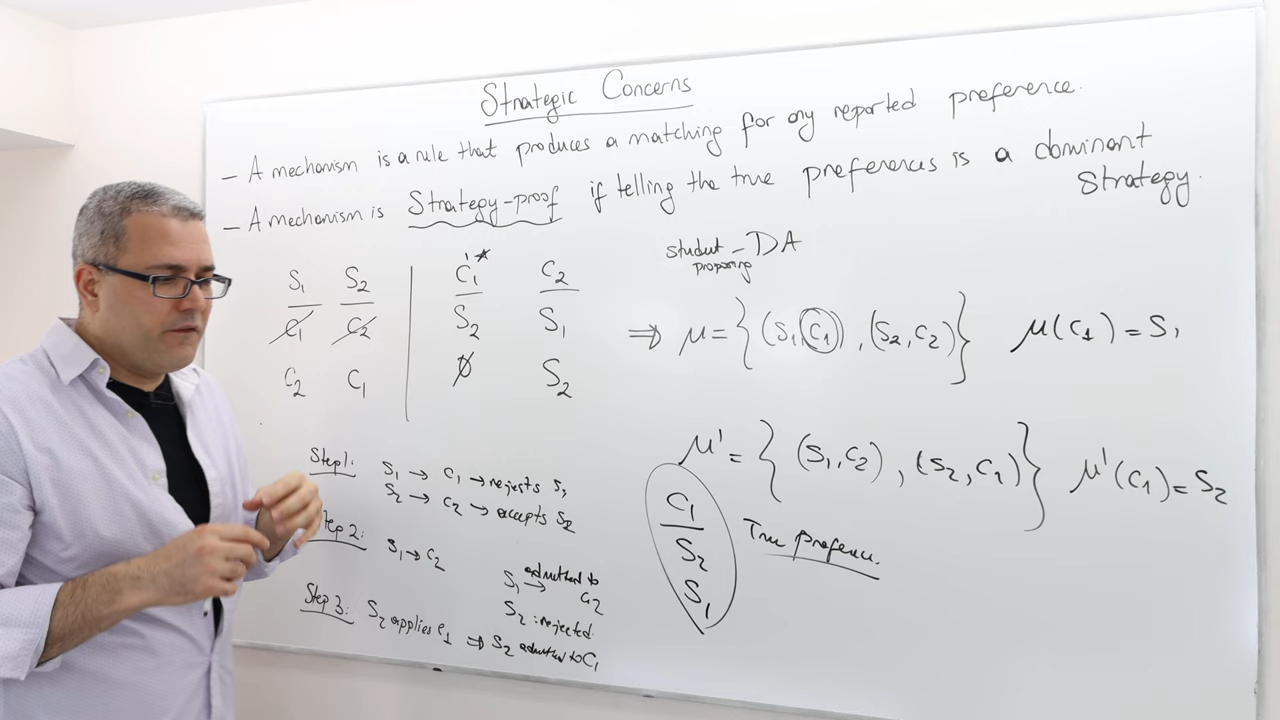 Strategic Concerns
– A mechanism is a rule that produces a matching for any reported preference.
– A mechanism is Strategy-proof if telling the true preferences is a dominant
Strategy.
S₁ S₂ C₁'* C₂
C₁ C₂ S₂ S₁
C₂ C₁ ∅ S₂
student proposing – DA
⇒ μ = { (S₁, C₁), (S₂, C₂) } μ(C₁) = S₁
μ' = { (S₁, C₂), (S₂, C₁) } μ'(C₁) = S₂
C₁
S₂
S₁
True preference.
Step 1: S₁ → C₁ → rejects S₁
S₂ → C₂ → accepts S₂
Step 2: S₁ → C₂
S₁ → admitted to C₂
S₂ : rejected.
Step 3: S₂ applies C₁ ⇒ S₂ admitted to C₁